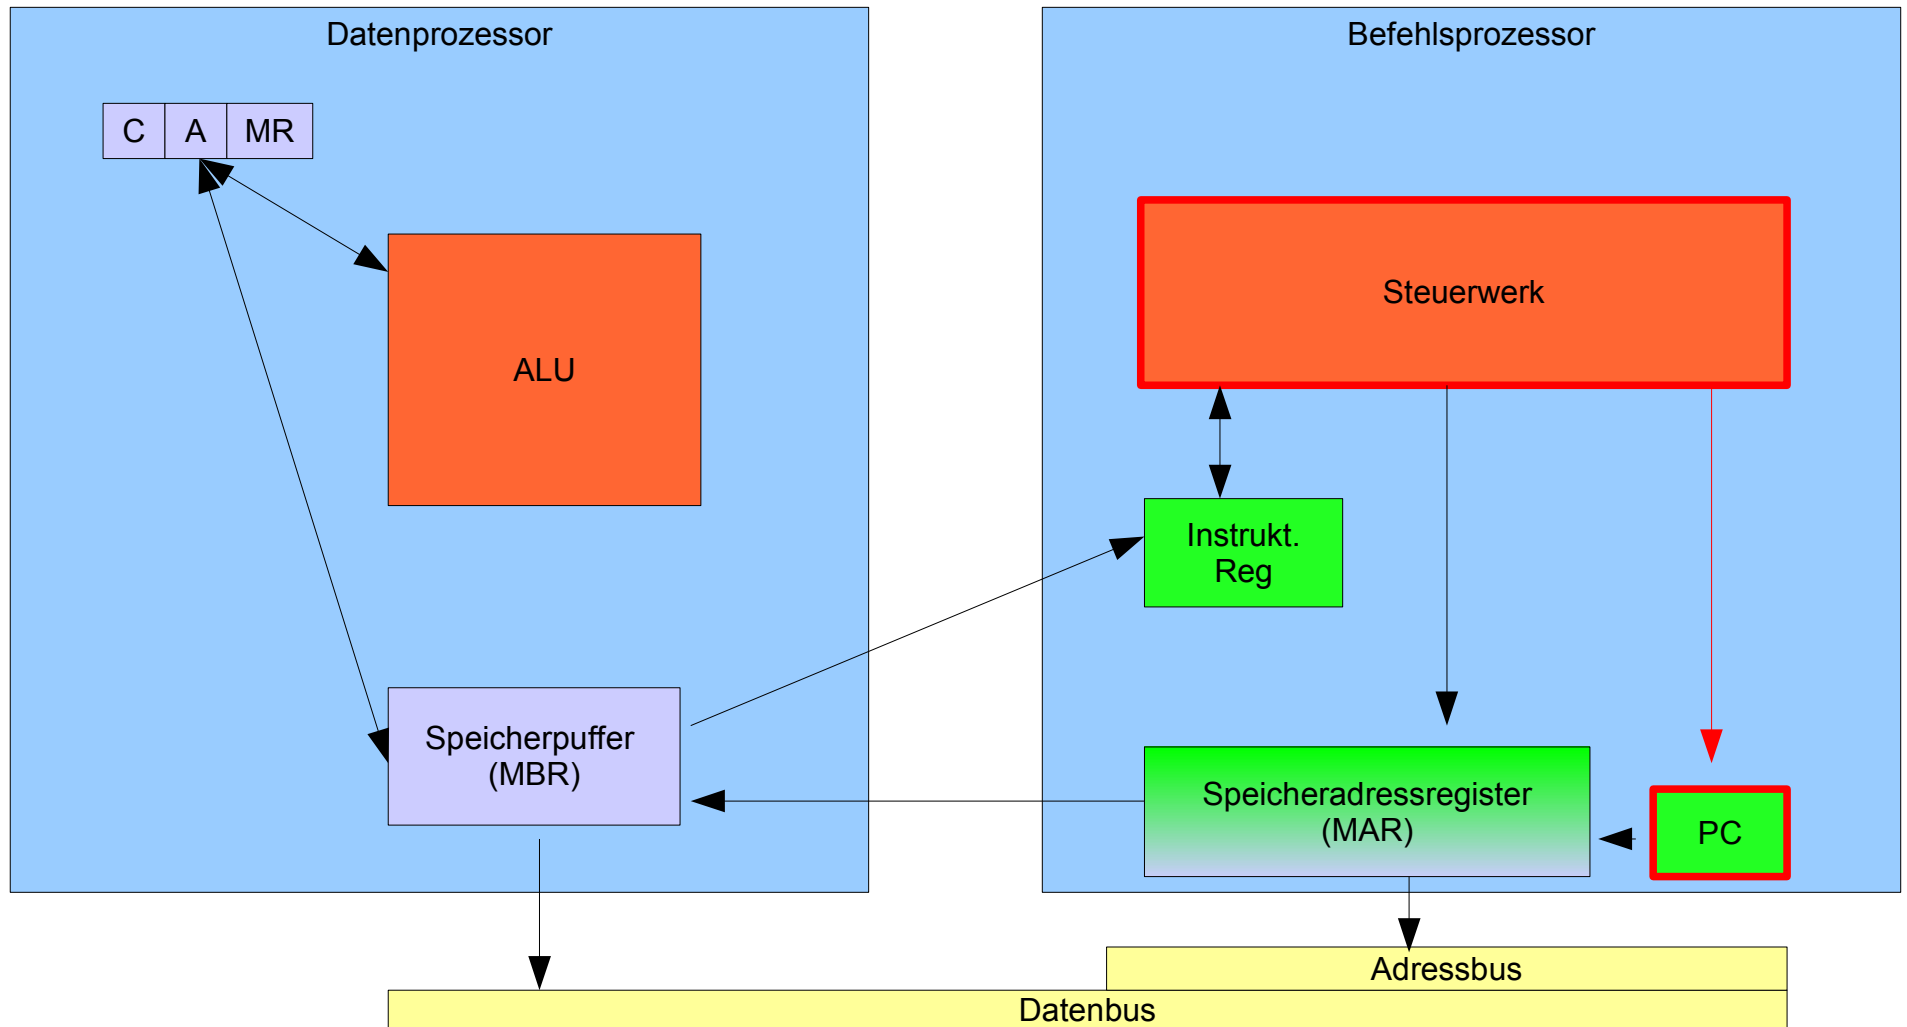 Datenprozessor
C A MR
ALU
Speicherpuffer
(MBR)
Befehlsprozessor
Steuerwerk
Instrukt.
Reg
Speicheradressregister
(MAR)
PC
Adressbus
Datenbus